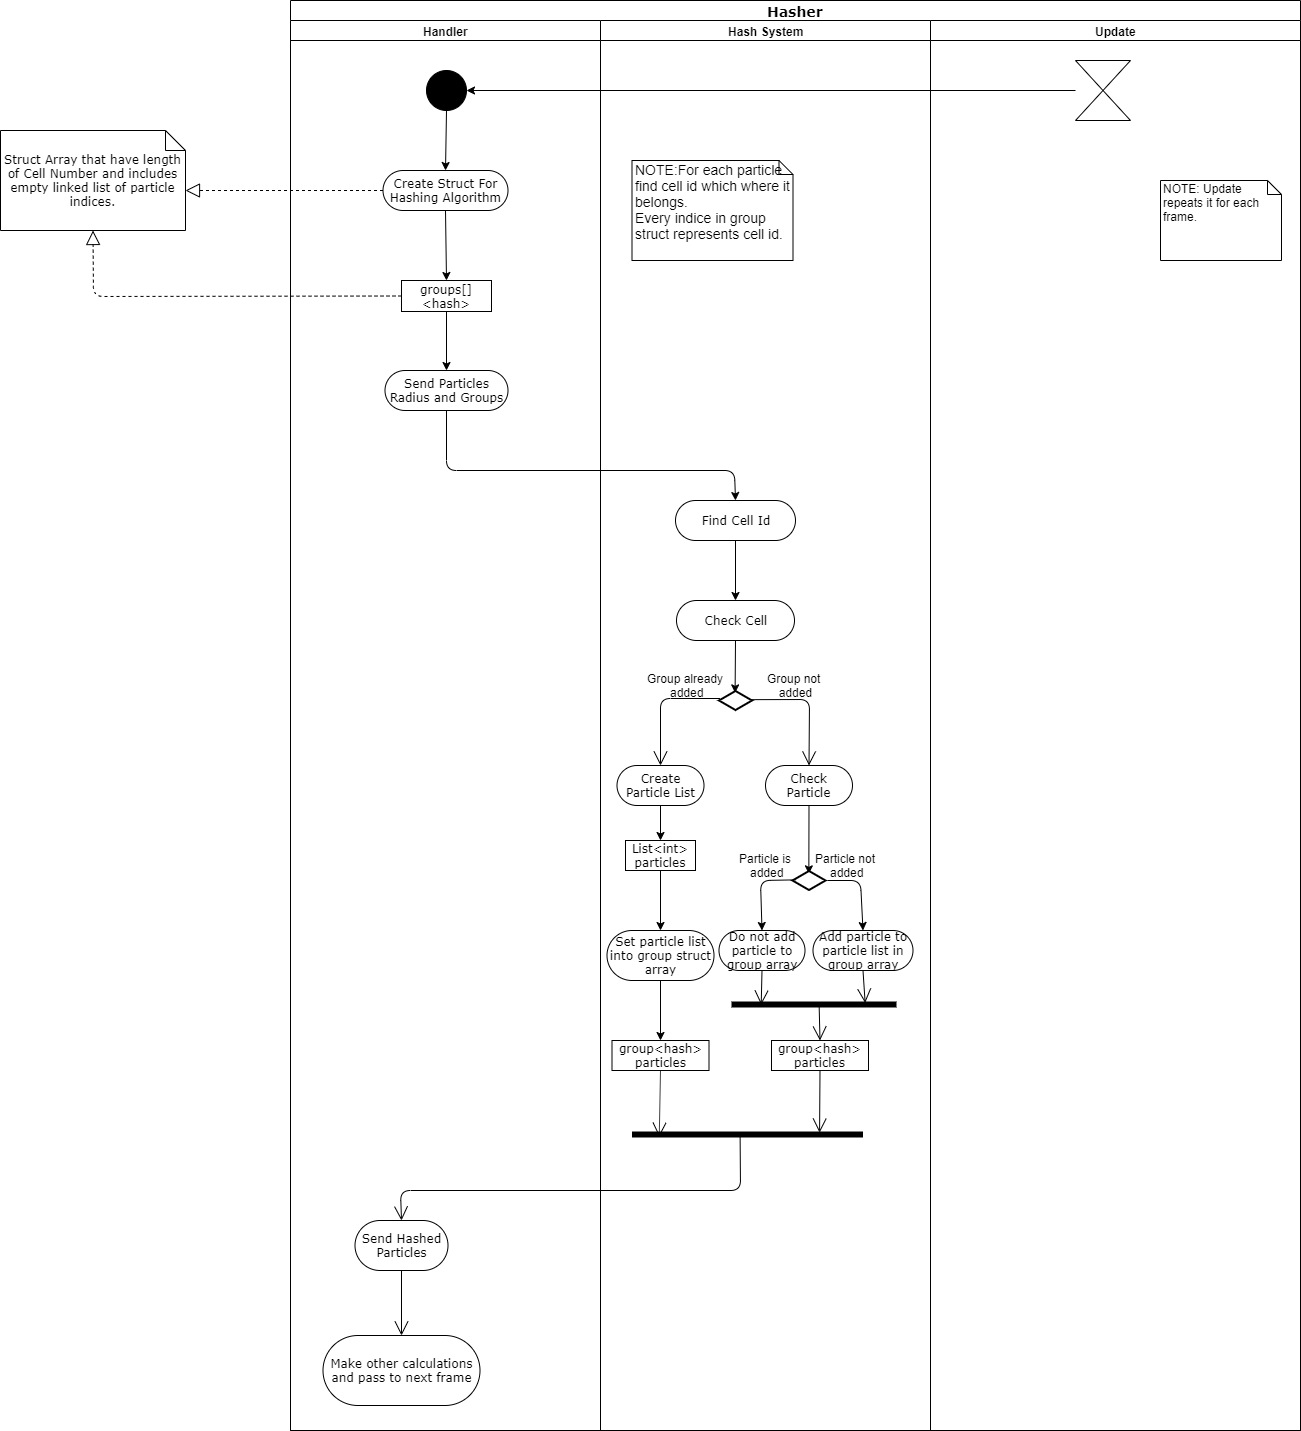 Hasher
Handler
Hash System
Update
Struct Array that have length
of Cell Number and includes
empty linked list of particle
indices.
Create Struct For
Hashing Algorithm
NOTE:For each particle
find cell id which where it
belongs.
Every indice in group
struct represents cell id.
NOTE: Update
repeats it for each
frame.
groups[]
<hash>
Send Particles
Radius and Groups
Find Cell Id
Check Cell
Group already
added
Group not
added
Create
Particle List
Check
Particle
List<int>
particles
Particle is
added
Particle not
added
Set particle list
into group struct
array
Do not add
particle to
group array
Add particle to
particle list in
group array
group<hash>
particles
group<hash>
particles
Send Hashed
Particles
Make other calculations
and pass to next frame